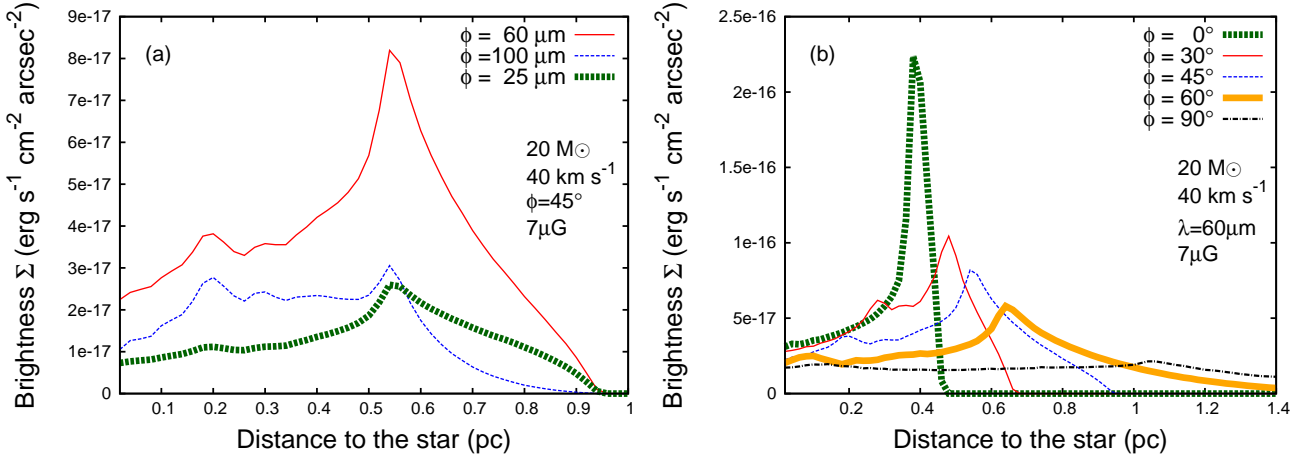 Brightness Σ (erg s⁻¹ cm⁻² arcsec⁻²)
9e-17
8e-17
7e-17
6e-17
5e-17
4e-17
3e-17
2e-17
1e-17
0
(a)
ϕ = 60 μm
ϕ =100 μm
ϕ = 25 μm
20 M☉
40 km s⁻¹
ϕ=45°
7μG
0.1 0.2 0.3 0.4 0.5 0.6 0.7 0.8 0.9 1
Distance to the star (pc)
Brightness Σ (erg s⁻¹ cm⁻² arcsec⁻²)
2.5e-16
2e-16
1.5e-16
1e-16
5e-17
0
(b)
ϕ = 0°
ϕ = 30°
ϕ = 45°
ϕ = 60°
ϕ = 90°
20 M☉
40 km s⁻¹
λ=60μm
7μG
0.2 0.4 0.6 0.8 1 1.2 1.4
Distance to the star (pc)